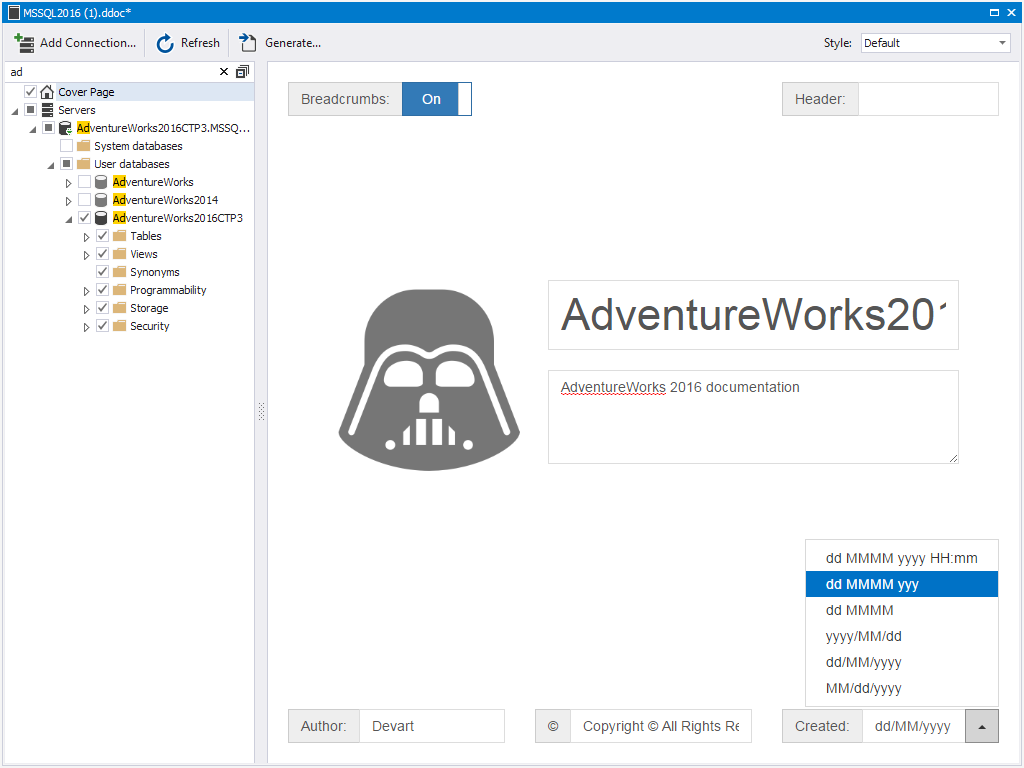 MSSQL2016 (1).ddoc*
Add Connection... Refresh Generate... Style: Default
ad
Cover Page
Servers
AdventureWorks2016CTP3.MSSQ...
System databases
User databases
AdventureWorks
AdventureWorks2014
AdventureWorks2016CTP3
Tables
Views
Synonyms
Programmability
Storage
Security
Breadcrumbs: On Header:
AdventureWorks201
AdventureWorks 2016 documentation
dd MMMM yyyy HH:mm
dd MMMM yyy
dd MMMM
yyyy/MM/dd
dd/MM/yyyy
MM/dd/yyyy
Author: Devart © Copyright © All Rights Re Created: dd/MM/yyyy